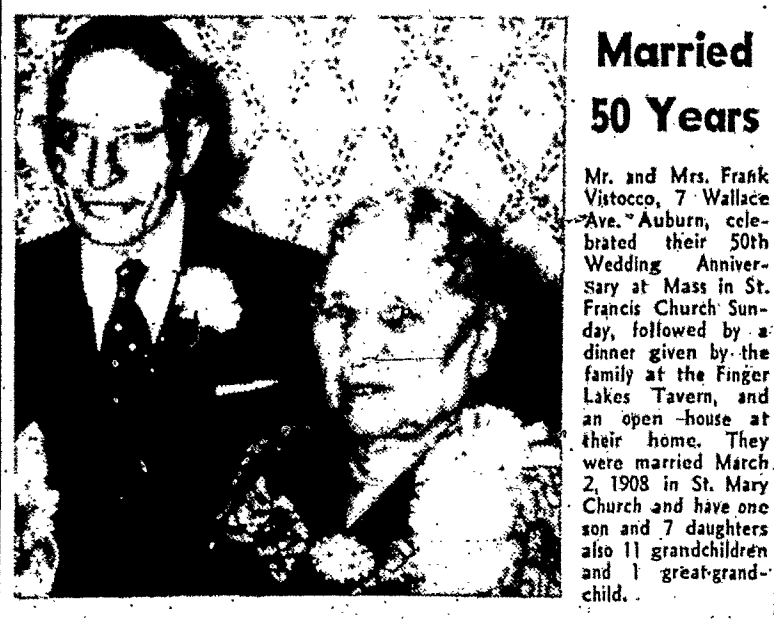 Married
50 Years
Mr. and Mrs. Frank
Vistocco, 7 Wallace
Ave. Auburn, cele-
brated their 50th
Wedding Anniver-
sary at Mass in St.
Francis Church Sun-
day, followed by a
dinner given by the
family at the Finger
Lakes Tavern, and
an open house at
their home. They
were married March
2, 1908 in St. Mary
Church and have one
son and 7 daughters
also 11 grandchildren
and 1 great-grand-
child.